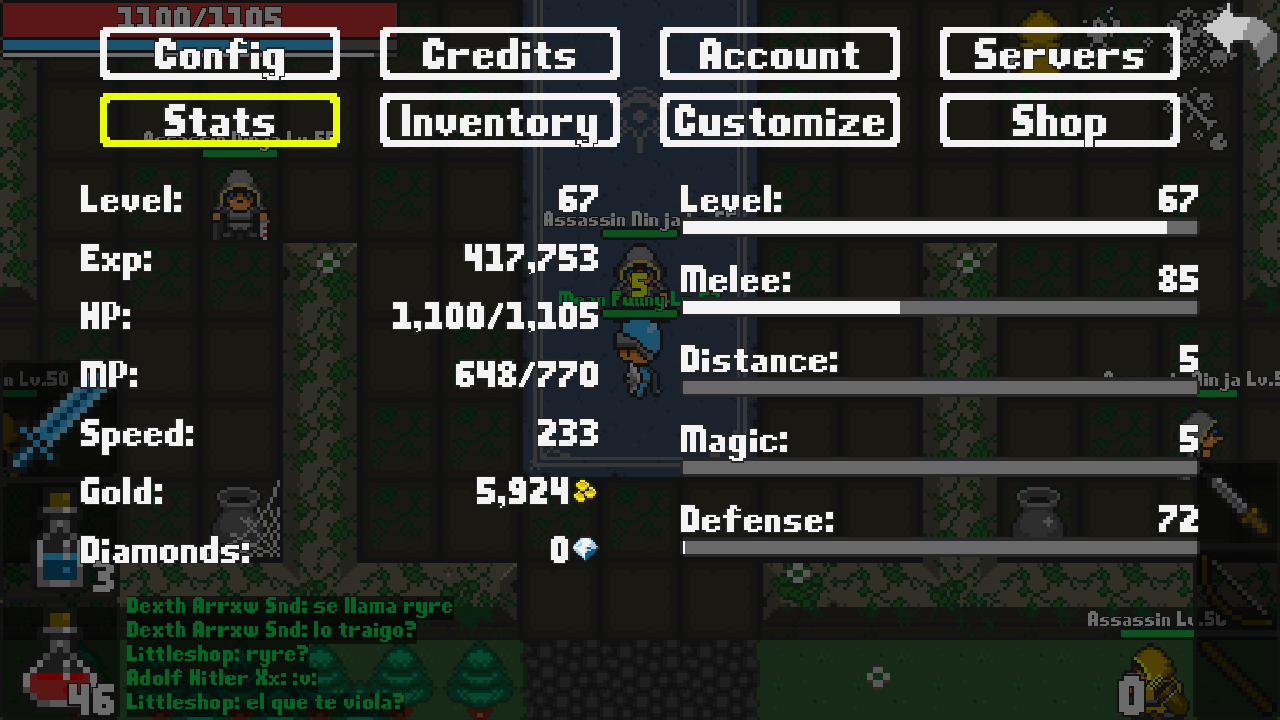 1100/1105
Config Credits Account Servers
Stats Inventory Customize Shop
Level: 67
Exp: 417,753
HP: 1,100/1,105
MP: 648/770
Speed: 233
Gold: 5,924
Diamonds: 0
Level: 67
Melee: 85
Distance: 5
Magic: 5
Defense: 72
Assassin Ninja
5
n Lv.50
3
46
Dexth Arrxw Snd: se llama ryre
Dexth Arrxw Snd: lo traigo?
Littleshop: ryre?
Adolf Hitler Xx: :v:
Littleshop: el que te viola?
0